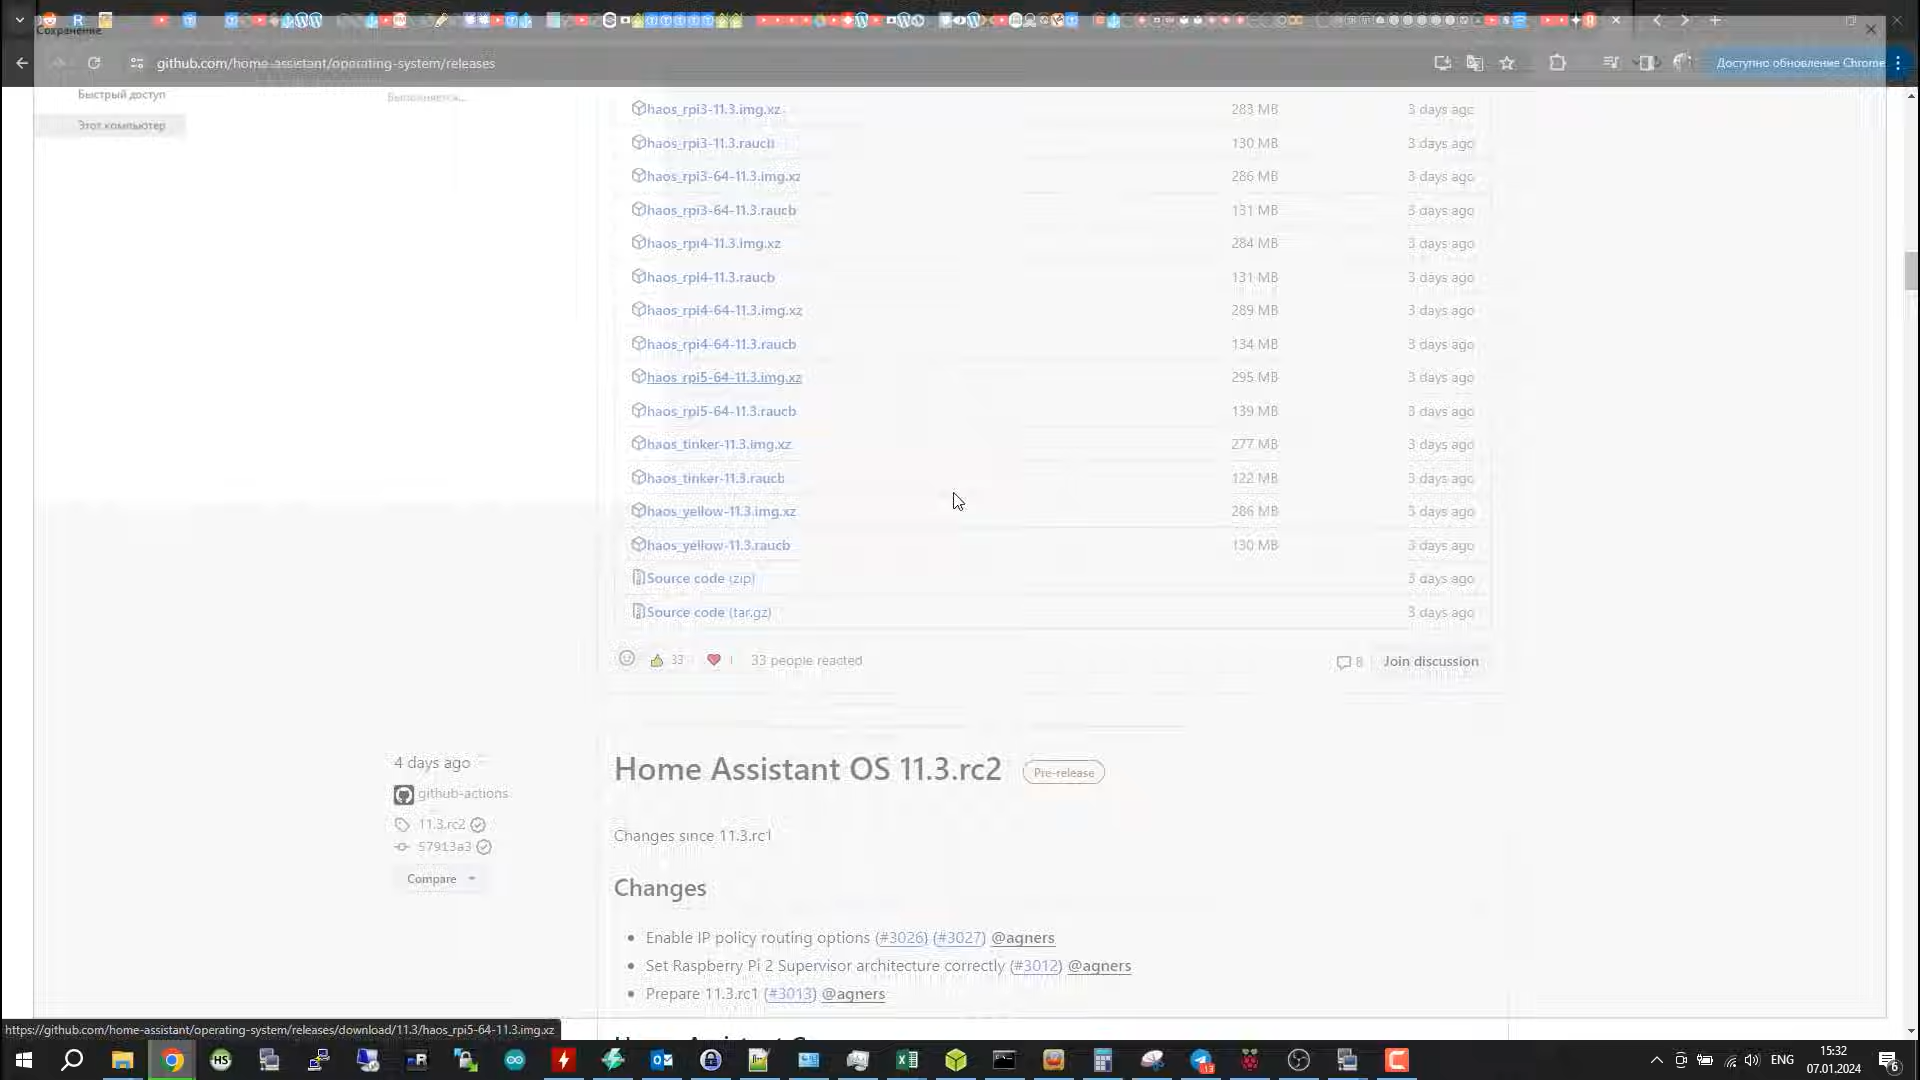 Сохранение
github.com/home-assistant/operating-system/releases
Доступно обновление Chrome
Быстрый доступ
Выполняется...
Этот компьютер
haos_rpi3-11.3.img.xz 283 MB 3 days ago
haos_rpi3-11.3.raucb 130 MB 3 days ago
haos_rpi3-64-11.3.img.xz 286 MB 3 days ago
haos_rpi3-64-11.3.raucb 131 MB 3 days ago
haos_rpi4-11.3.img.xz 284 MB 3 days ago
haos_rpi4-11.3.raucb 131 MB 3 days ago
haos_rpi4-64-11.3.img.xz 289 MB 3 days ago
haos_rpi4-64-11.3.raucb 134 MB 3 days ago
haos_rpi5-64-11.3.img.xz 295 MB 3 days ago
haos_rpi5-64-11.3.raucb 139 MB 3 days ago
haos_tinker-11.3.img.xz 277 MB 3 days ago
haos_tinker-11.3.raucb 122 MB 3 days ago
haos_yellow-11.3.img.xz 286 MB 3 days ago
haos_yellow-11.3.raucb 130 MB 3 days ago
Source code (zip) 3 days ago
Source code (tar.gz) 3 days ago
33 1 33 people reacted 8 Join discussion
4 days ago
github-actions
11.3.rc2
57913a3
Compare
Home Assistant OS 11.3.rc2 Pre-release
Changes since 11.3.rc1
Changes
Enable IP policy routing options (#3026) (#3027) @agners
Set Raspberry Pi 2 Supervisor architecture correctly (#3012) @agners
Prepare 11.3.rc1 (#3013) @agners
https://github.com/home-assistant/operating-system/releases/download/11.3/haos_rpi5-64-11.3.img.xz
HS
13
ENG
15:32
07.01.2024
6